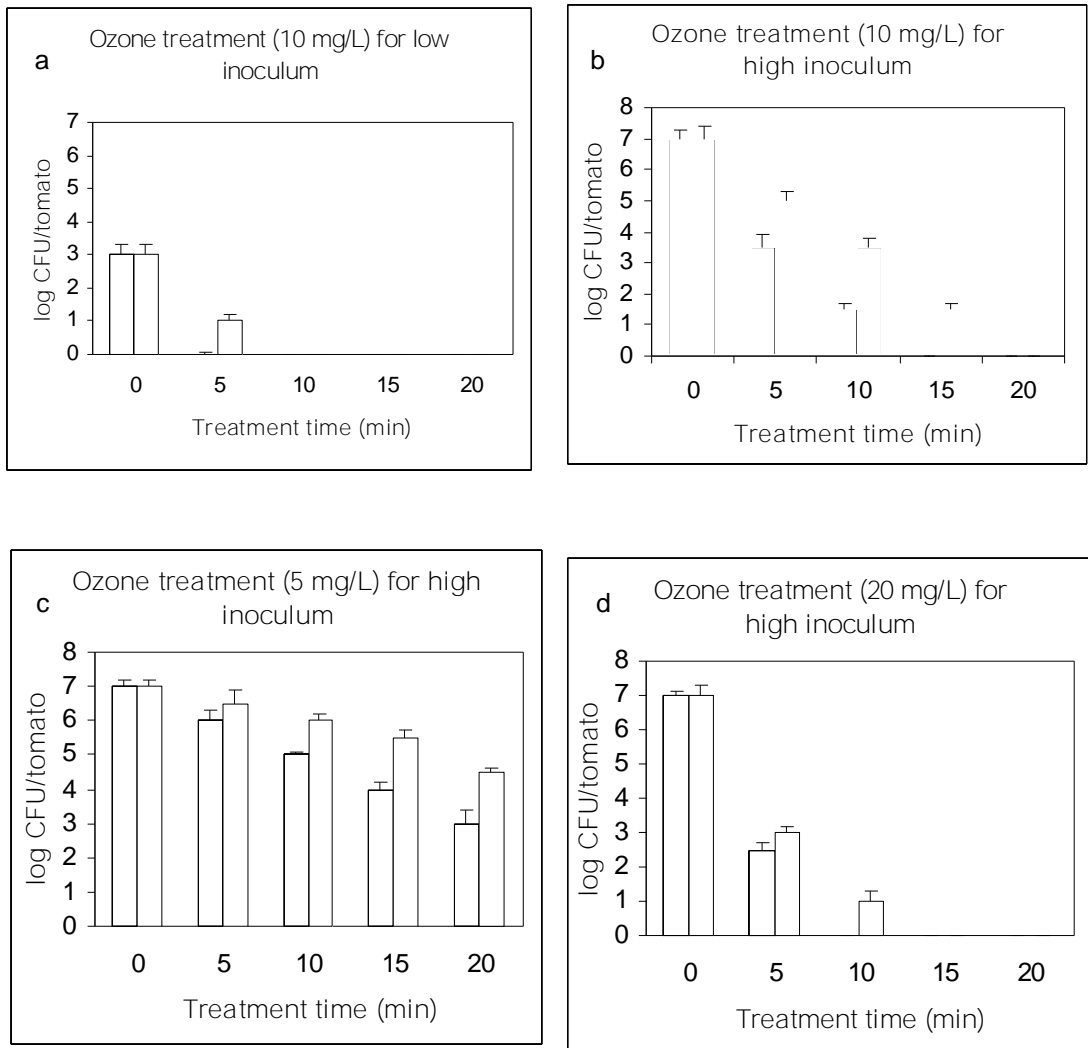 a
Ozone treatment (10 mg/L) for low
inoculum
log CFU/tomato
7
6
5
4
3
2
1
0
0 5 10 15 20
Treatment time (min)
b
Ozone treatment (10 mg/L) for
high inoculum
log CFU/tomato
8
7
6
5
4
3
2
1
0
0 5 10 15 20
Treatment time (min)
c
Ozone treatment (5 mg/L) for high
inoculum
log CFU/tomato
8
7
6
5
4
3
2
1
0
0 5 10 15 20
Treatment time (min)
d
Ozone treatment (20 mg/L) for
high inoculum
log CFU/tomato
8
7
6
5
4
3
2
1
0
0 5 10 15 20
Treatment time (min)